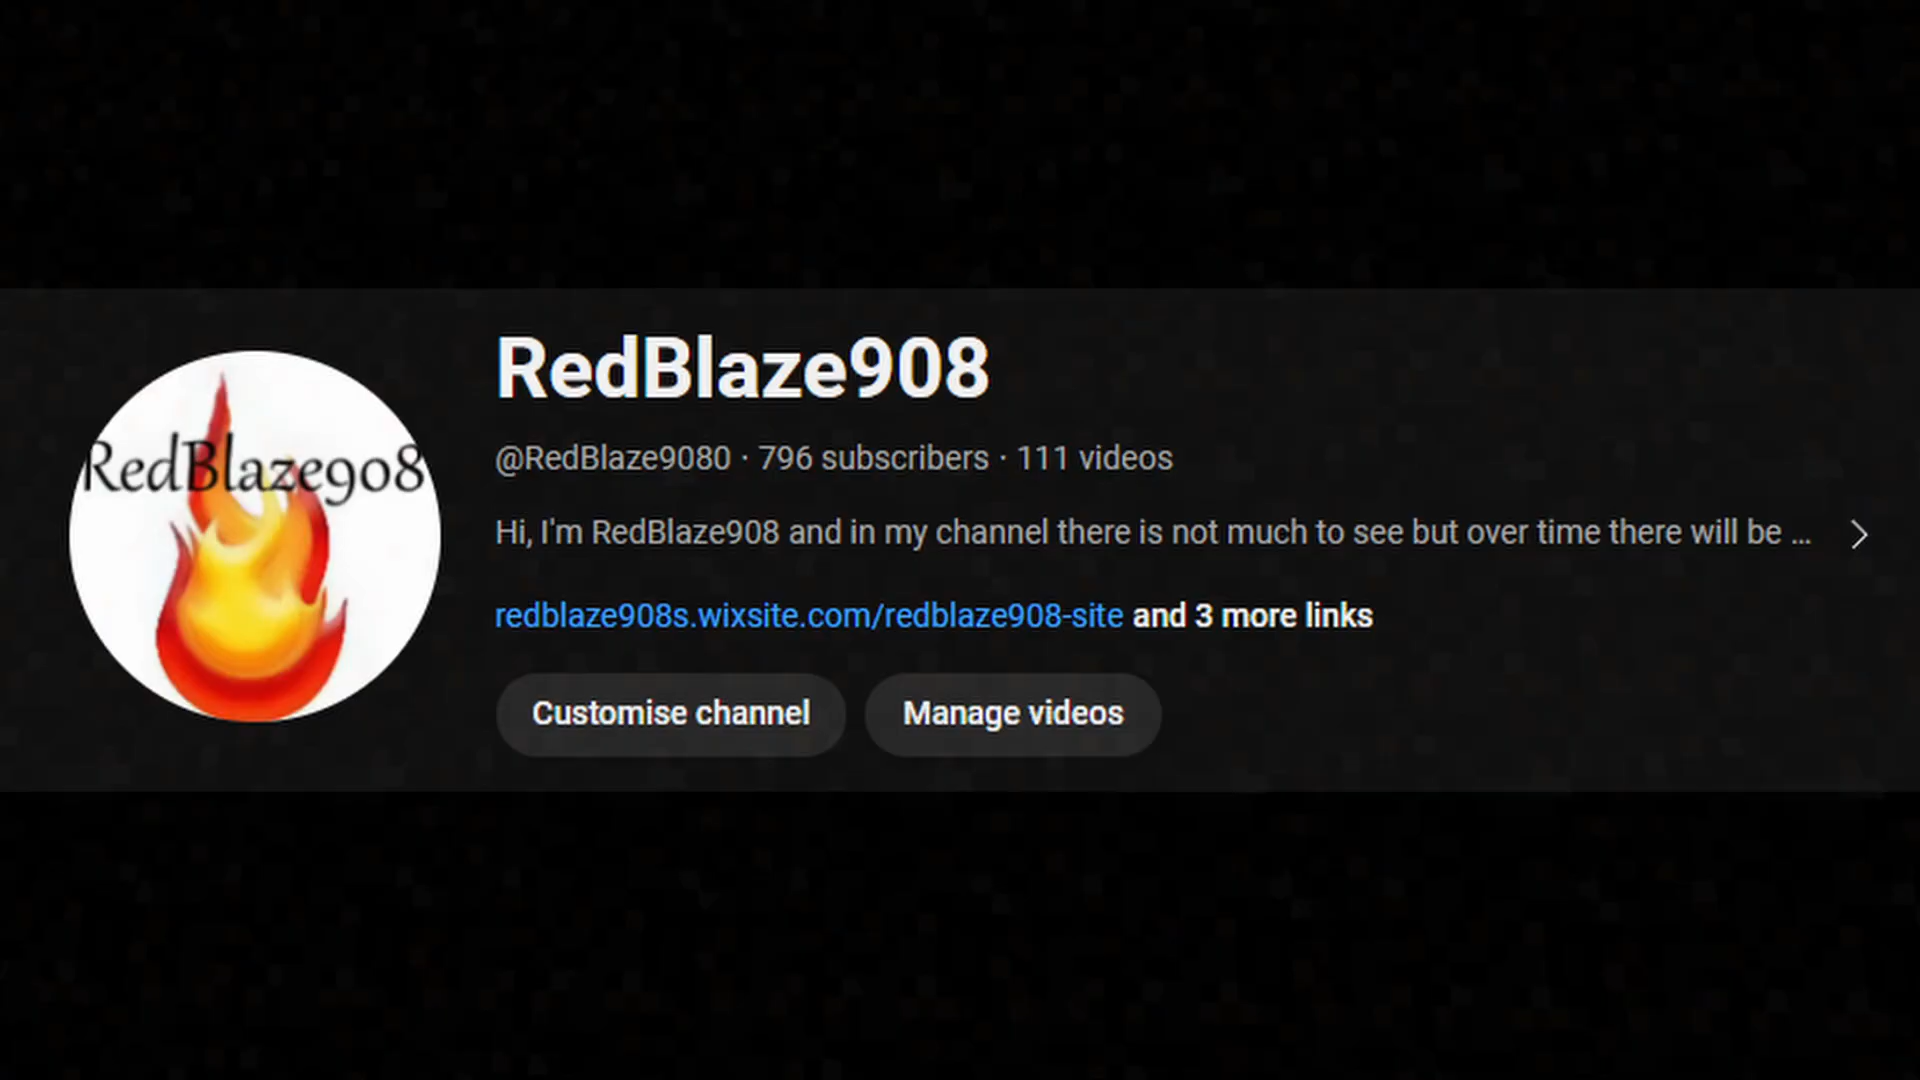 RedBlaze908
RedBlaze908
@RedBlaze9080 · 796 subscribers · 111 videos
Hi, I'm RedBlaze908 and in my channel there is not much to see but over time there will be ...
redblaze908s.wixsite.com/redblaze908-site and 3 more links
Customise channel
Manage videos